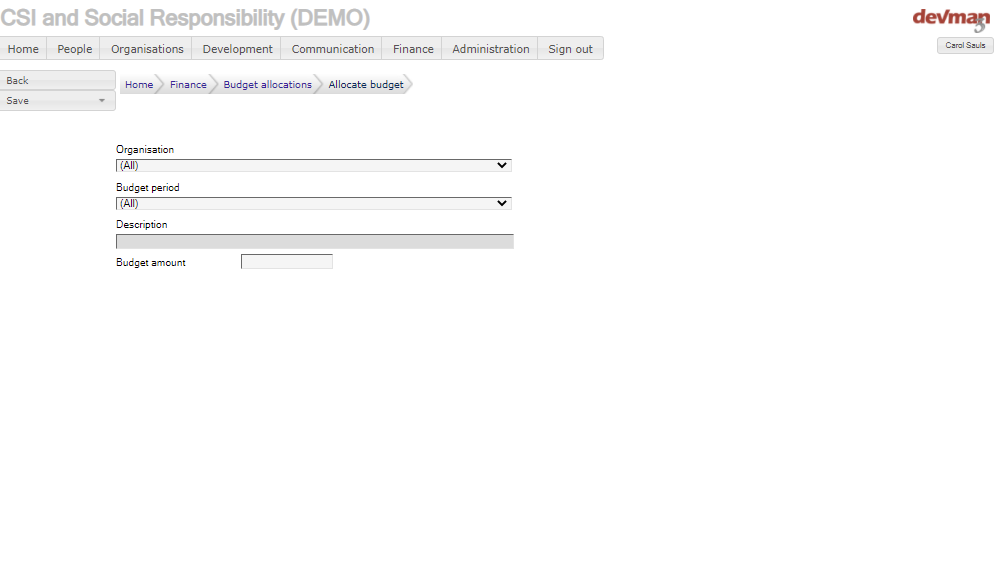 CSI and Social Responsibility (DEMO)
devman
3
Home People Organisations Development Communication Finance Administration Sign out
Carol Sauls
Back
Save
Home Finance Budget allocations Allocate budget
Organisation
(All)
Budget period
(All)
Description
Budget amount